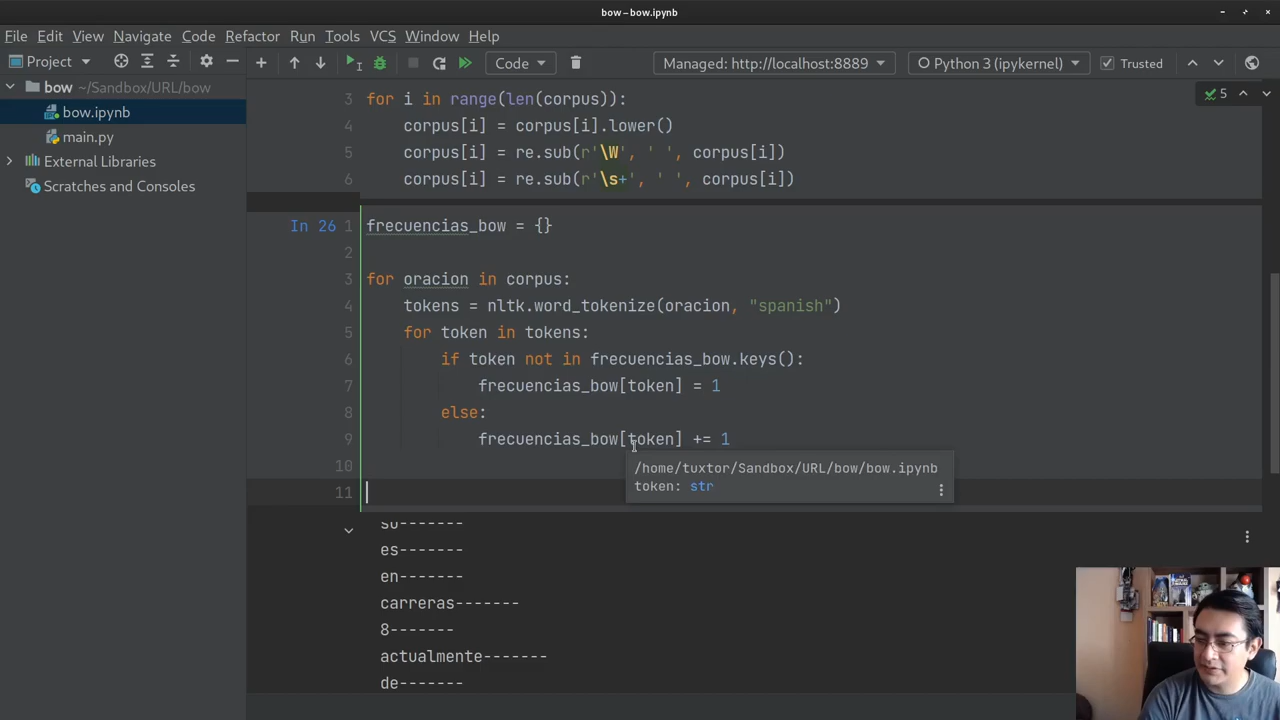 bow – bow.ipynb
File Edit View Navigate Code Refactor Run Tools VCS Window Help
Project Code Managed: http://localhost:8889 Python 3 (ipykernel) Trusted
bow ~/Sandbox/URL/bow
bow.ipynb
main.py
External Libraries
Scratches and Consoles
5
3 for i in range(len(corpus)):
4 corpus[i] = corpus[i].lower()
5 corpus[i] = re.sub(r'\W', ' ', corpus[i])
6 corpus[i] = re.sub(r'\s+', ' ', corpus[i])
In 26 1 frecuencias_bow = {}
2
3 for oracion in corpus:
4 tokens = nltk.word_tokenize(oracion, "spanish")
5 for token in tokens:
6 if token not in frecuencias_bow.keys():
7 frecuencias_bow[token] = 1
8 else:
9 frecuencias_bow[token] += 1
/home/tuxtor/Sandbox/URL/bow/bow.ipynb
10
token: str
11
su-------
es-------
en-------
carreras-------
8-------
actualmente-------
de-------